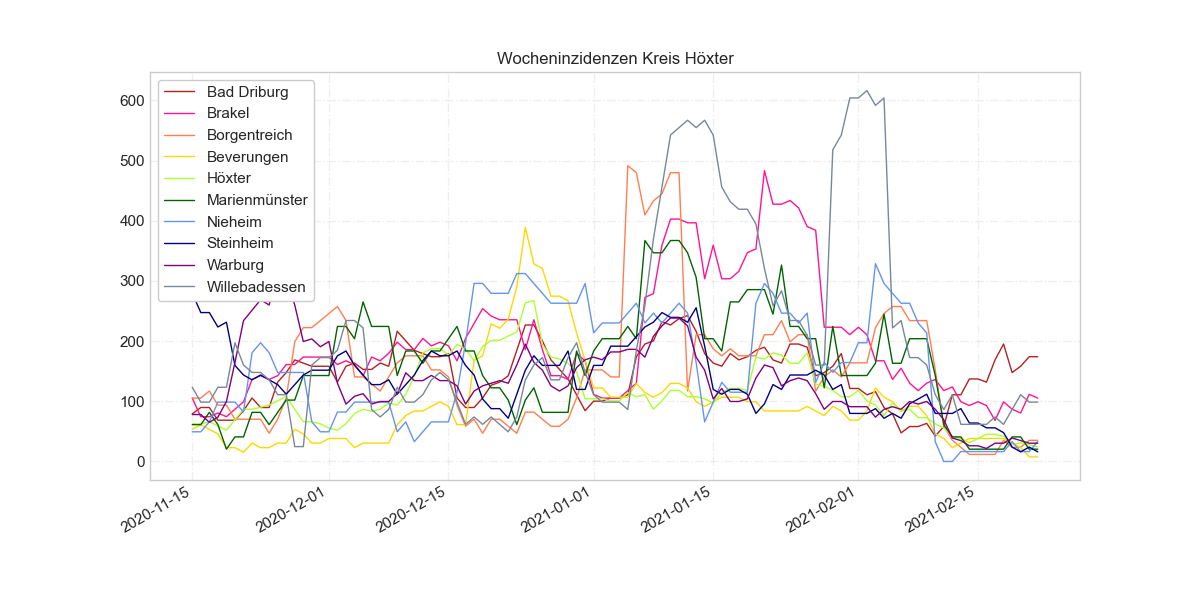 Wocheninzidenzen Kreis Höxter
Bad Driburg
Brakel
Borgentreich
Beverungen
Höxter
Marienmünster
Nieheim
Steinheim
Warburg
Willebadessen
600
500
400
300
200
100
0
2020-11-15
2020-12-01
2020-12-15
2021-01-01
2021-01-15
2021-02-01
2021-02-15